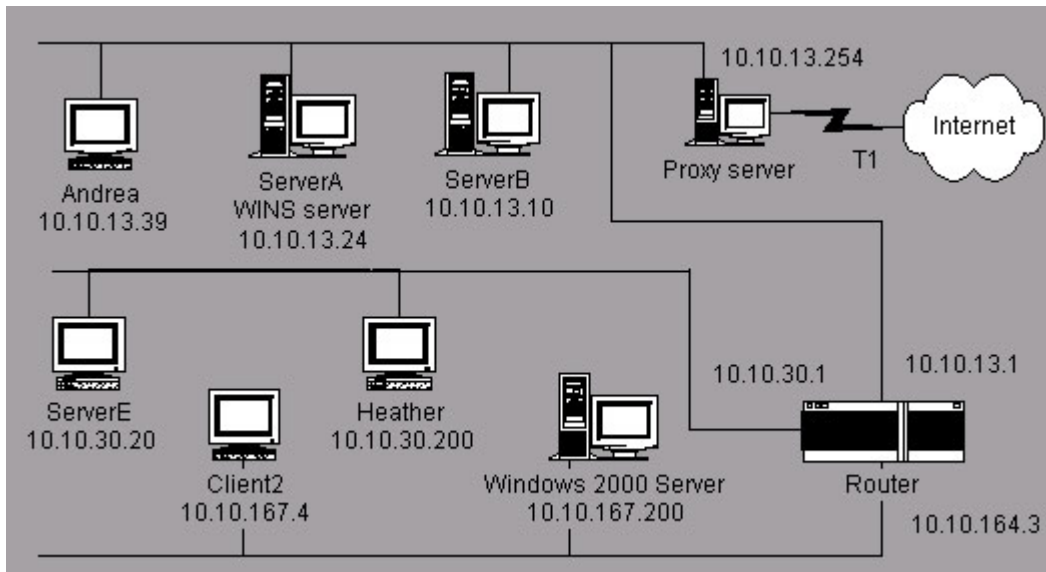 10.10.13.254
Internet
T1
Proxy server
Andrea
10.10.13.39
ServerA
WINS server
10.10.13.24
ServerB
10.10.13.10
ServerE
10.10.30.20
Heather
10.10.30.200
10.10.30.1
10.10.13.1
Client2
10.10.167.4
Windows 2000 Server
10.10.167.200
Router
10.10.164.3